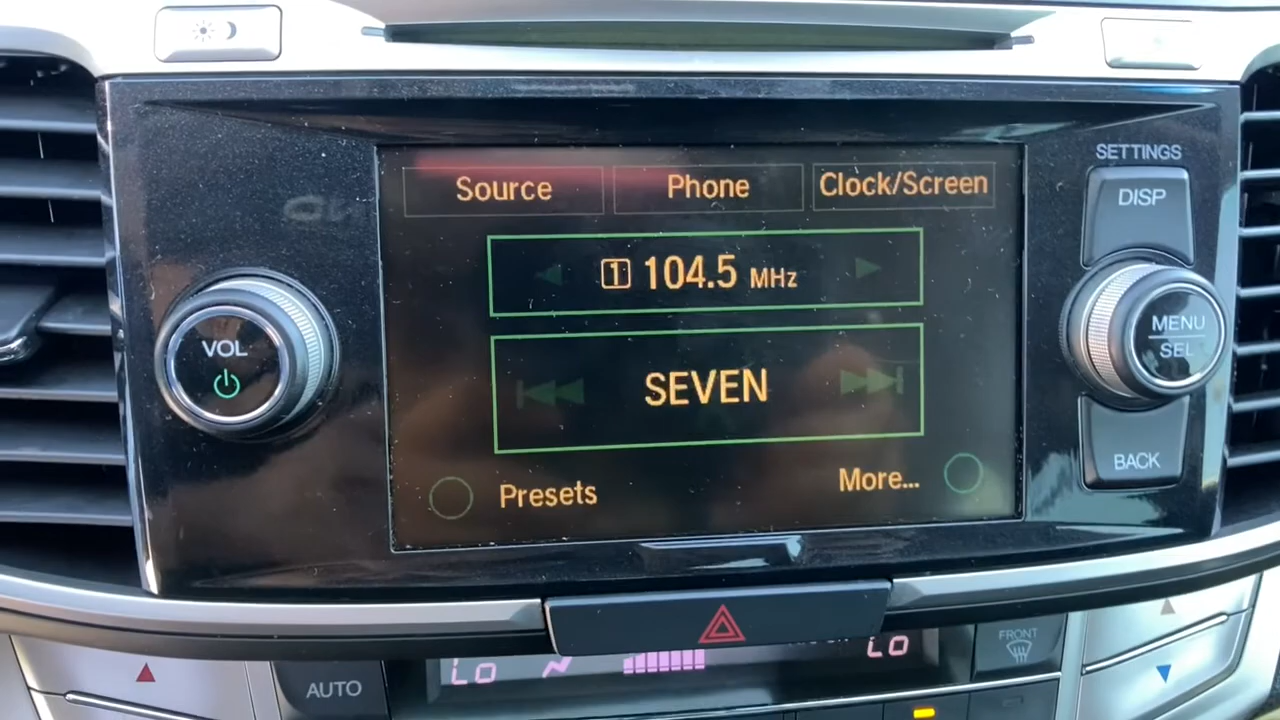 SETTINGS
Source Phone Clock/Screen
DISP
1 104.5 MHz
VOL
MENU
SEL
SEVEN
BACK
Presets More...
Lo Lo
FRONT
AUTO